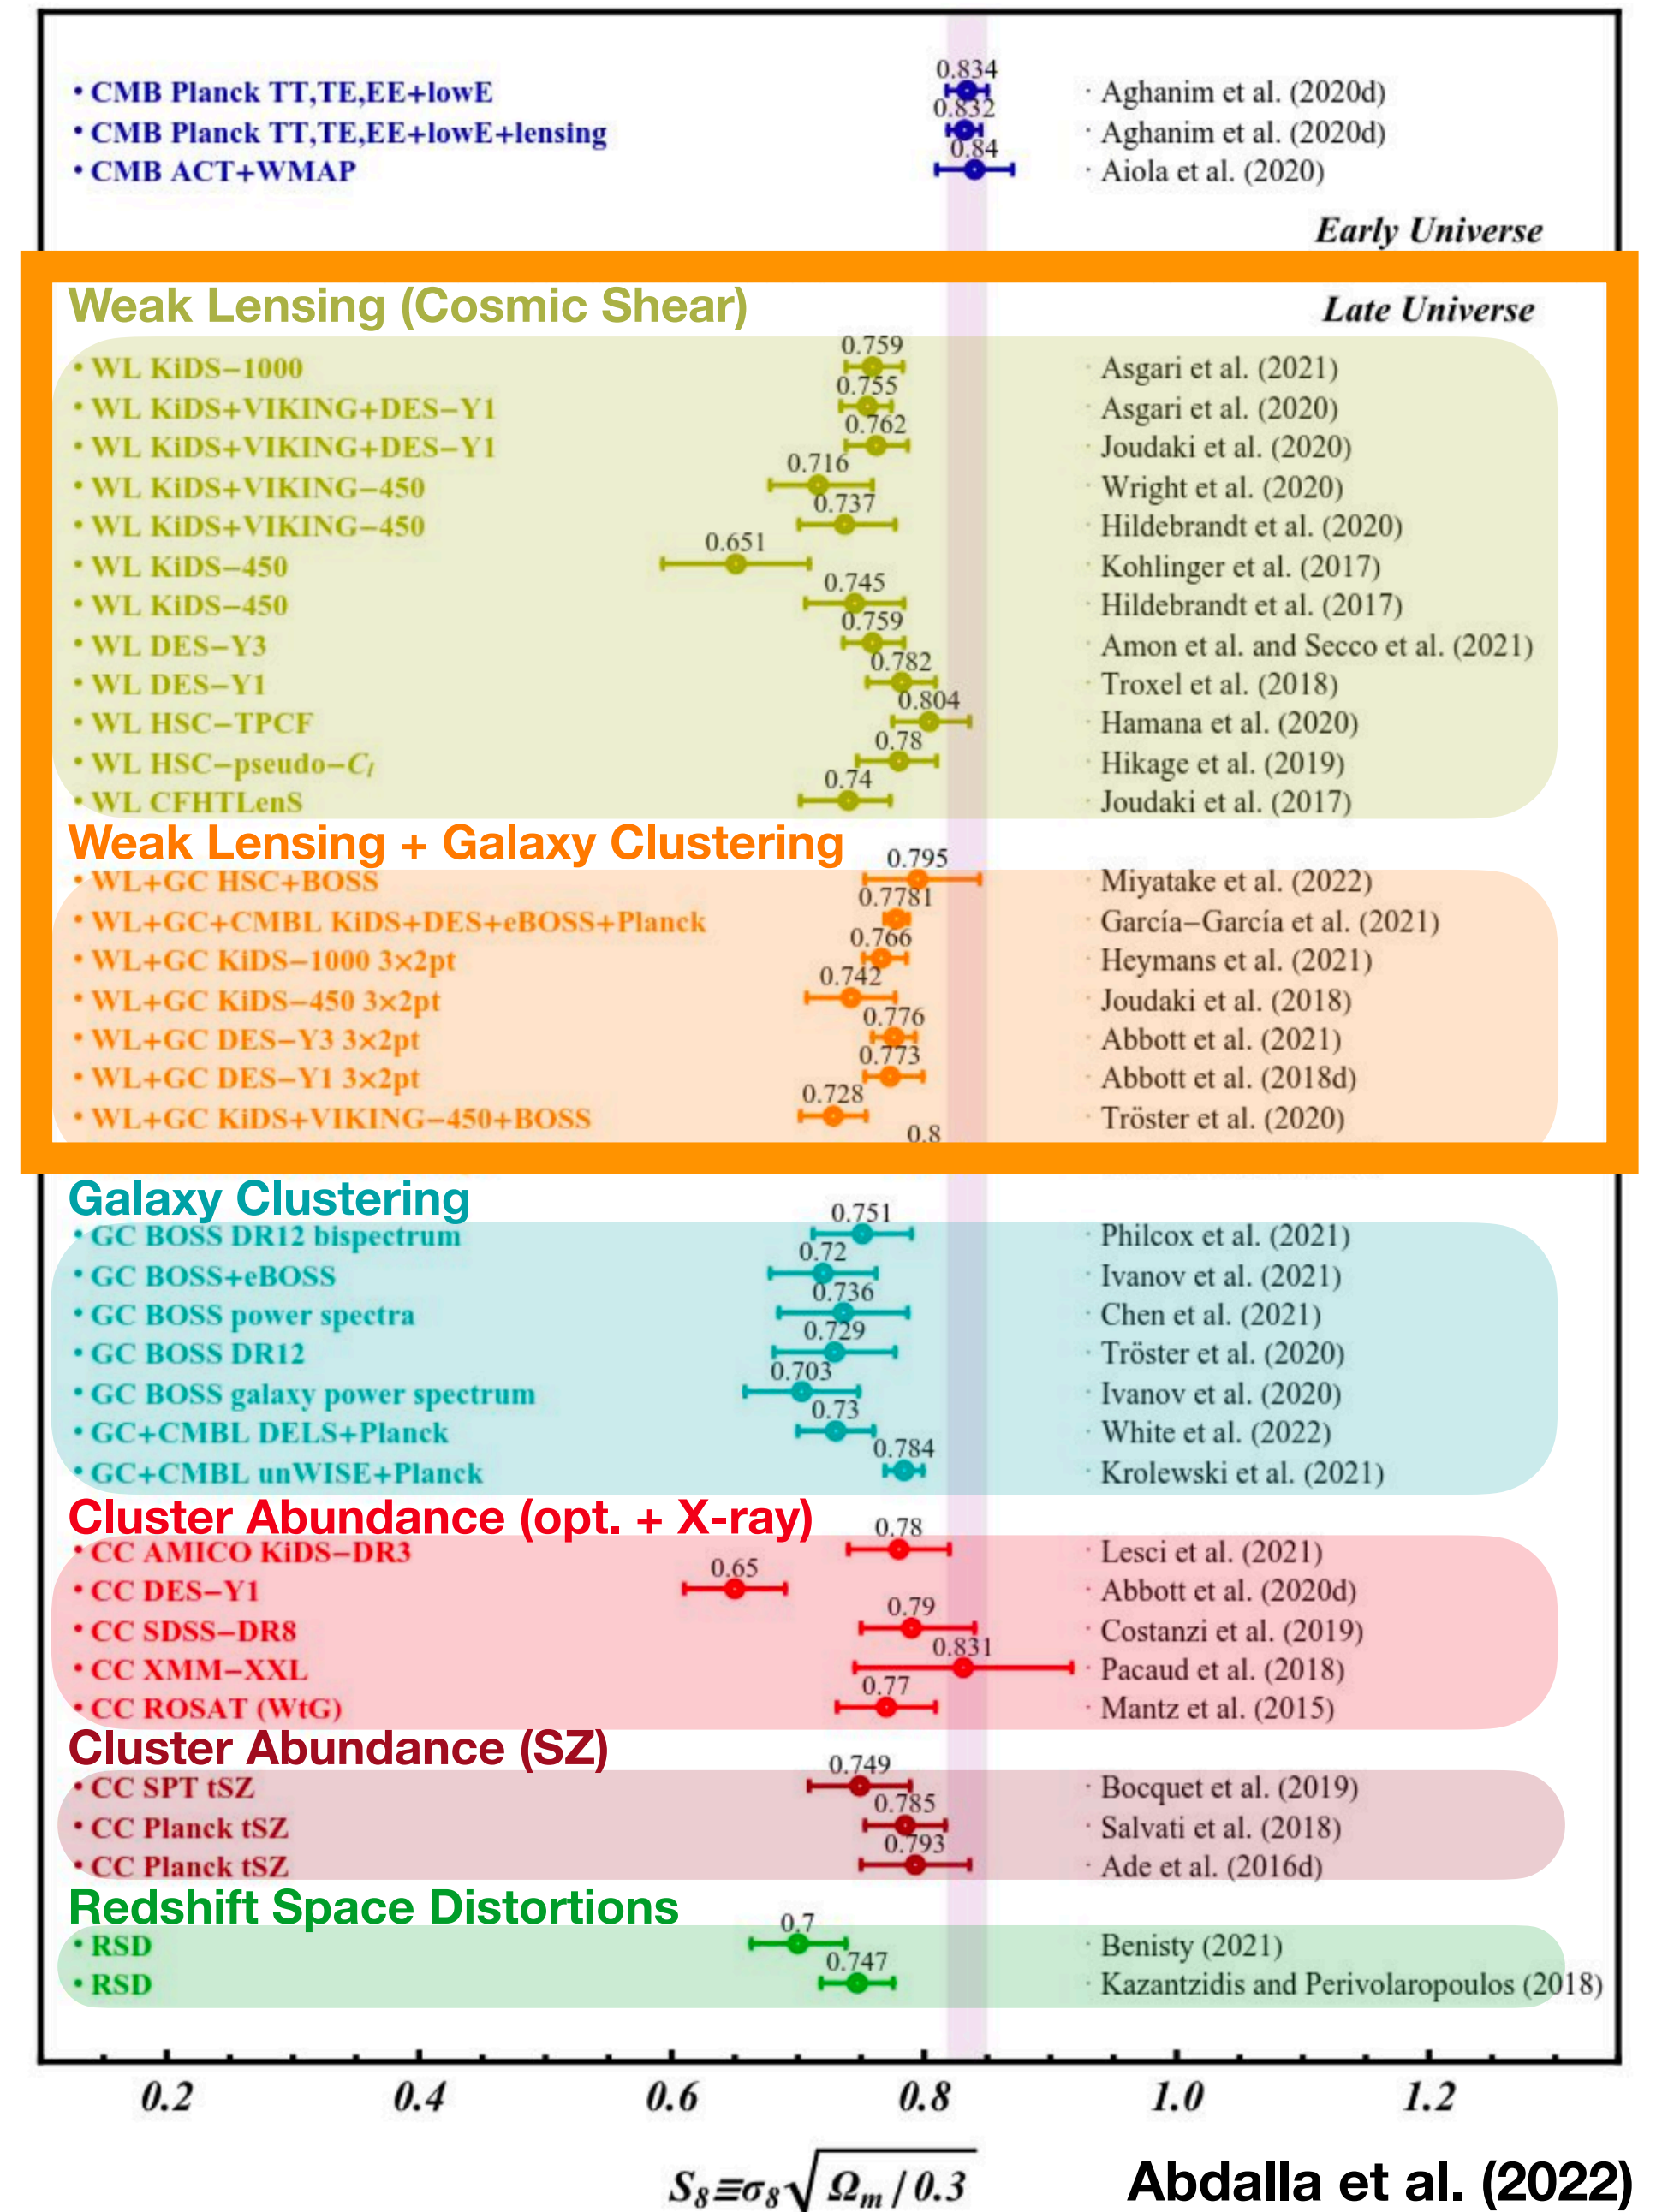 0.834
• CMB Planck TT,TE,EE+lowE · Aghanim et al. (2020d)
0.832
• CMB Planck TT,TE,EE+lowE+lensing · Aghanim et al. (2020d)
0.84
• CMB ACT+WMAP · Aiola et al. (2020)
Early Universe
Weak Lensing (Cosmic Shear) Late Universe
0.759
• WL KiDS−1000 · Asgari et al. (2021)
0.755
• WL KiDS+VIKING+DES−Y1 · Asgari et al. (2020)
0.762
• WL KiDS+VIKING+DES−Y1 · Joudaki et al. (2020)
0.716
• WL KiDS+VIKING−450 · Wright et al. (2020)
0.737
• WL KiDS+VIKING−450 · Hildebrandt et al. (2020)
0.651
• WL KiDS−450 · Kohlinger et al. (2017)
0.745
• WL KiDS−450 · Hildebrandt et al. (2017)
0.759
• WL DES−Y3 · Amon et al. and Secco et al. (2021)
0.782
• WL DES−Y1 · Troxel et al. (2018)
0.804
• WL HSC−TPCF · Hamana et al. (2020)
0.78
• WL HSC−pseudo−Cl · Hikage et al. (2019)
0.74
• WL CFHTLenS · Joudaki et al. (2017)
Weak Lensing + Galaxy Clustering
0.795
• WL+GC HSC+BOSS · Miyatake et al. (2022)
0.7781
• WL+GC+CMBL KiDS+DES+eBOSS+Planck · García−García et al. (2021)
0.766
• WL+GC KiDS−1000 3×2pt · Heymans et al. (2021)
0.742
• WL+GC KiDS−450 3×2pt · Joudaki et al. (2018)
0.776
• WL+GC DES−Y3 3×2pt · Abbott et al. (2021)
0.773
• WL+GC DES−Y1 3×2pt · Abbott et al. (2018d)
0.728
• WL+GC KiDS+VIKING−450+BOSS · Tröster et al. (2020)
0.8
Galaxy Clustering
0.751
• GC BOSS DR12 bispectrum · Philcox et al. (2021)
0.72
• GC BOSS+eBOSS · Ivanov et al. (2021)
0.736
• GC BOSS power spectra · Chen et al. (2021)
0.729
• GC BOSS DR12 · Tröster et al. (2020)
0.703
• GC BOSS galaxy power spectrum · Ivanov et al. (2020)
0.73
• GC+CMBL DELS+Planck · White et al. (2022)
0.784
• GC+CMBL unWISE+Planck · Krolewski et al. (2021)
Cluster Abundance (opt. + X-ray)
0.78
• CC AMICO KiDS−DR3 · Lesci et al. (2021)
0.65
• CC DES−Y1 · Abbott et al. (2020d)
0.79
• CC SDSS−DR8 · Costanzi et al. (2019)
0.831
• CC XMM−XXL · Pacaud et al. (2018)
0.77
• CC ROSAT (WtG) · Mantz et al. (2015)
Cluster Abundance (SZ)
0.749
• CC SPT tSZ · Bocquet et al. (2019)
0.785
• CC Planck tSZ · Salvati et al. (2018)
0.793
• CC Planck tSZ · Ade et al. (2016d)
Redshift Space Distortions
0.7
• RSD · Benisty (2021)
0.747
• RSD · Kazantzidis and Perivolaropoulos (2018)
0.2 0.4 0.6 0.8 1.0 1.2
S8≡σ8√Ωm / 0.3
Abdalla et al. (2022)